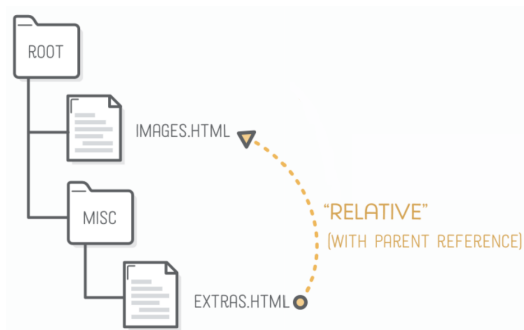 ROOT
IMAGES.HTML
MISC
"RELATIVE"
(WITH PARENT REFERENCE)
EXTRAS.HTML